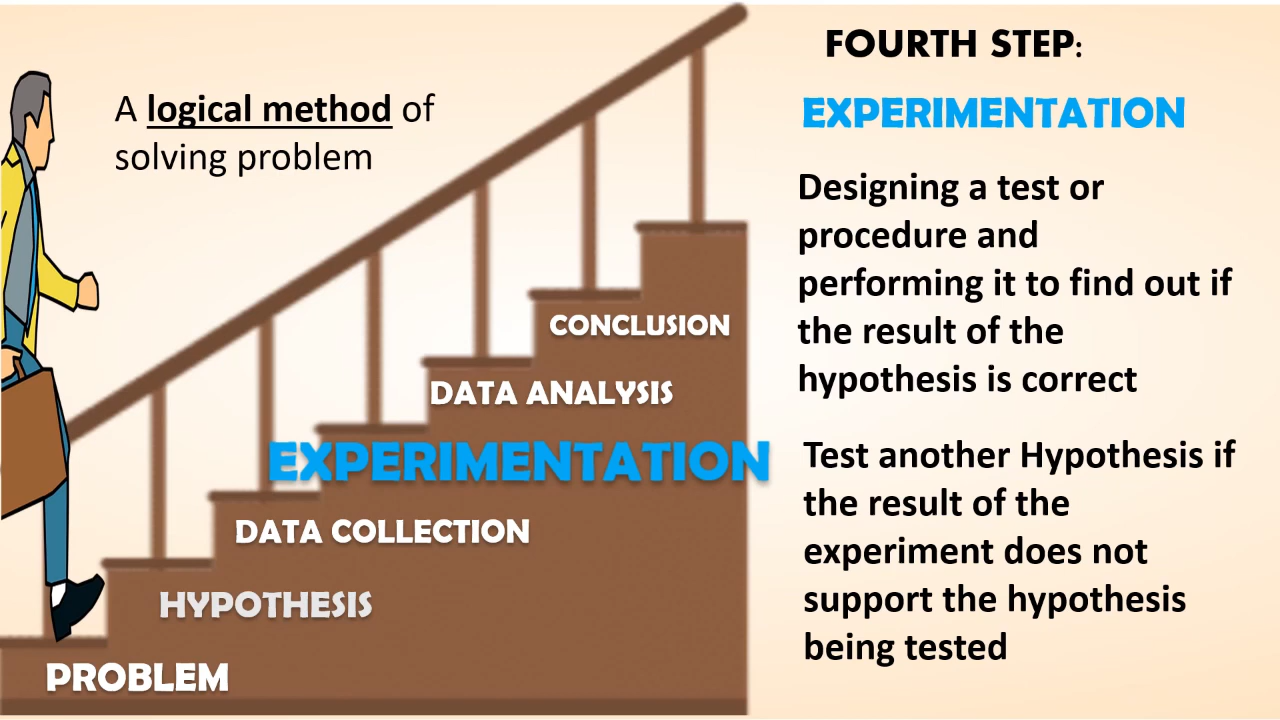 A logical method of
solving problem
CONCLUSION
DATA ANALYSIS
EXPERIMENTATION
DATA COLLECTION
HYPOTHESIS
PROBLEM
FOURTH STEP:
EXPERIMENTATION
Designing a test or
procedure and
performing it to find out if
the result of the
hypothesis is correct
Test another Hypothesis if
the result of the
experiment does not
support the hypothesis
being tested